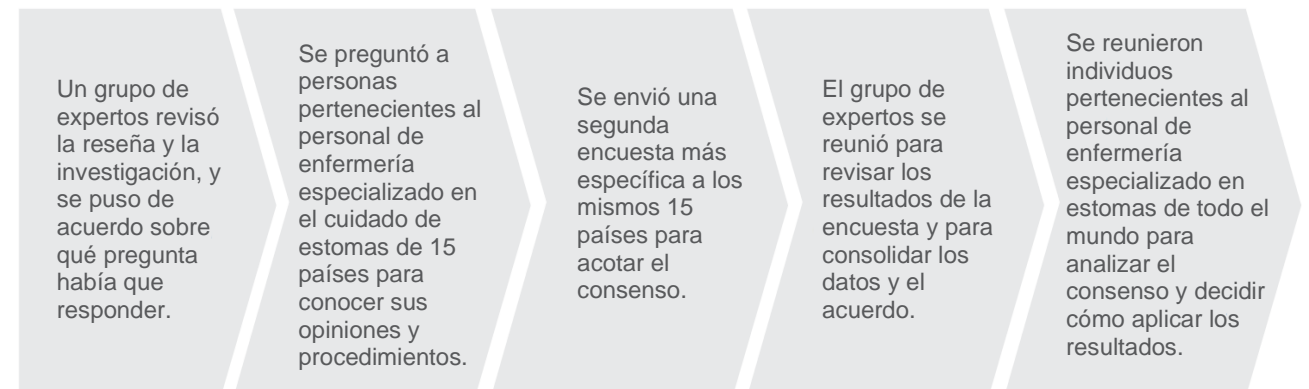 Un grupo de
expertos revisó
la reseña y la
investigación, y
se puso de
acuerdo sobre
qué pregunta
había que
responder.
Se preguntó a
personas
pertenecientes al
personal de
enfermería
especializado en
el cuidado de
estomas de 15
países para
conocer sus
opiniones y
procedimientos.
Se envió una
segunda
encuesta más
específica a los
mismos 15
países para
acotar el
consenso.
El grupo de
expertos se
reunió para
revisar los
resultados de la
encuesta y para
consolidar los
datos y el
acuerdo.
Se reunieron
individuos
pertenecientes al
personal de
enfermería
especializado en
estomas de todo el
mundo para
analizar el
consenso y decidir
cómo aplicar los
resultados.